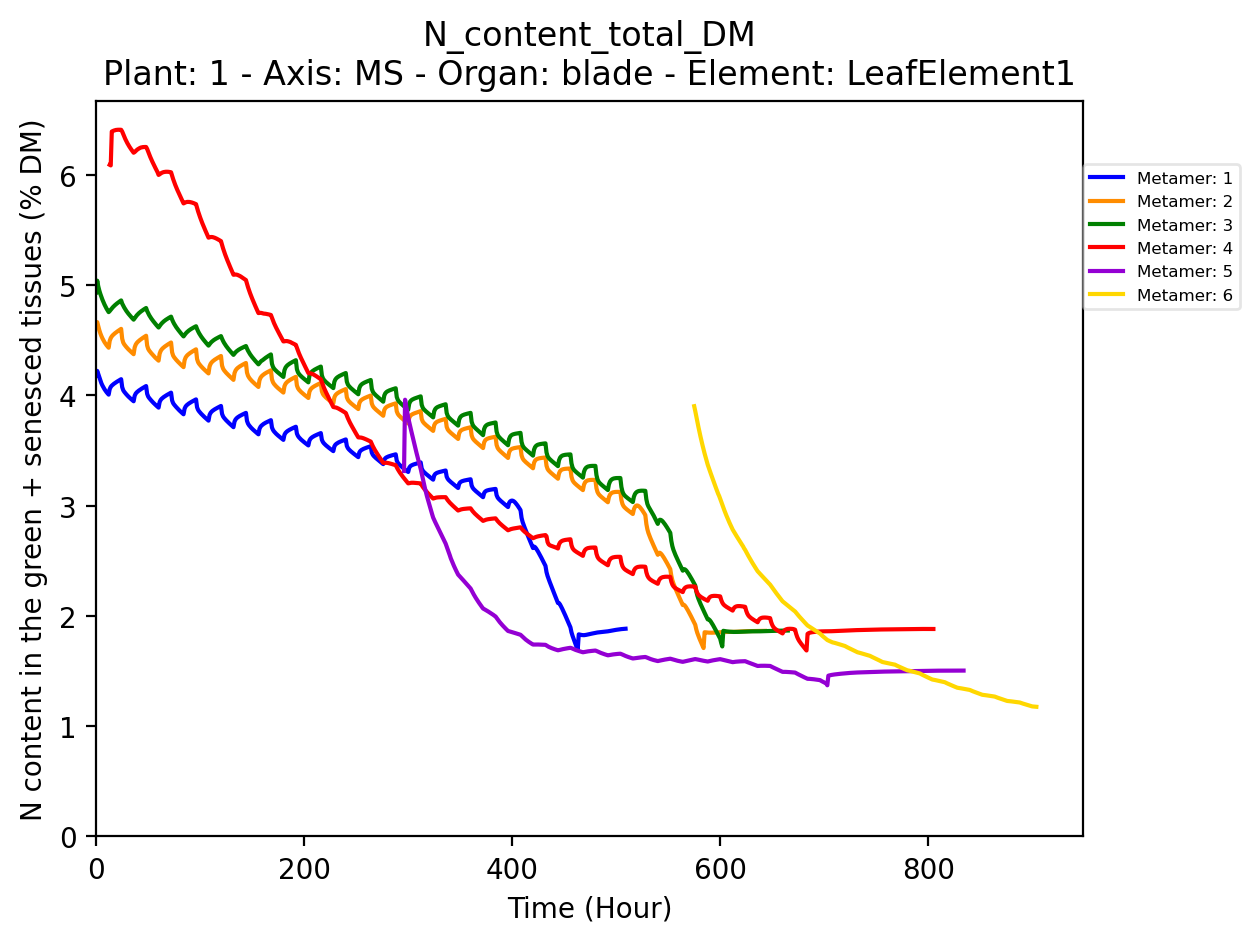 N_content_total_DM
Plant: 1 - Axis: MS - Organ: blade - Element: LeafElement1
N content in the green + senesced tissues (% DM)
6
5
4
3
2
1
0
0 200 400 600 800
Time (Hour)
Metamer: 1
Metamer: 2
Metamer: 3
Metamer: 4
Metamer: 5
Metamer: 6